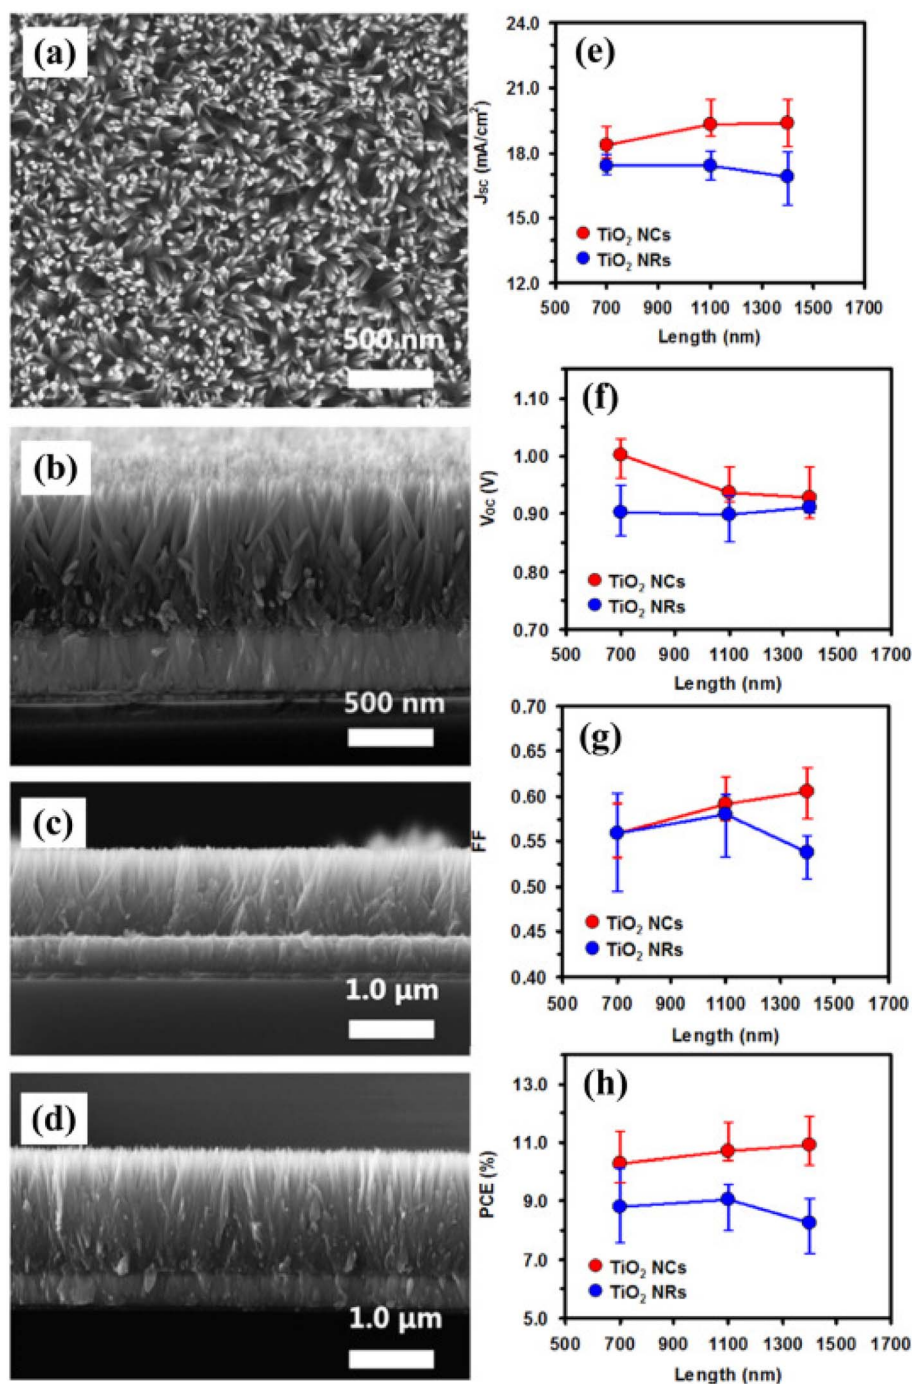 (a)
500 nm
(b)
500 nm
(c)
1.0 μm
(d)
1.0 μm
(e)
24.0
21.0
18.0
15.0
12.0
J_SC (mA/cm²)
TiO₂ NCs
TiO₂ NRs
500 700 900 1100 1300 1500 1700
Length (nm)
(f)
1.10
1.00
0.90
0.80
0.70
V_OC (V)
TiO₂ NCs
TiO₂ NRs
500 700 900 1100 1300 1500 1700
Length (nm)
(g)
0.70
0.65
0.60
0.55
0.50
0.45
0.40
FF
TiO₂ NCs
TiO₂ NRs
500 700 900 1100 1300 1500 1700
Length (nm)
(h)
13.0
11.0
9.0
7.0
5.0
PCE (%)
TiO₂ NCs
TiO₂ NRs
500 700 900 1100 1300 1500 1700
Length (nm)